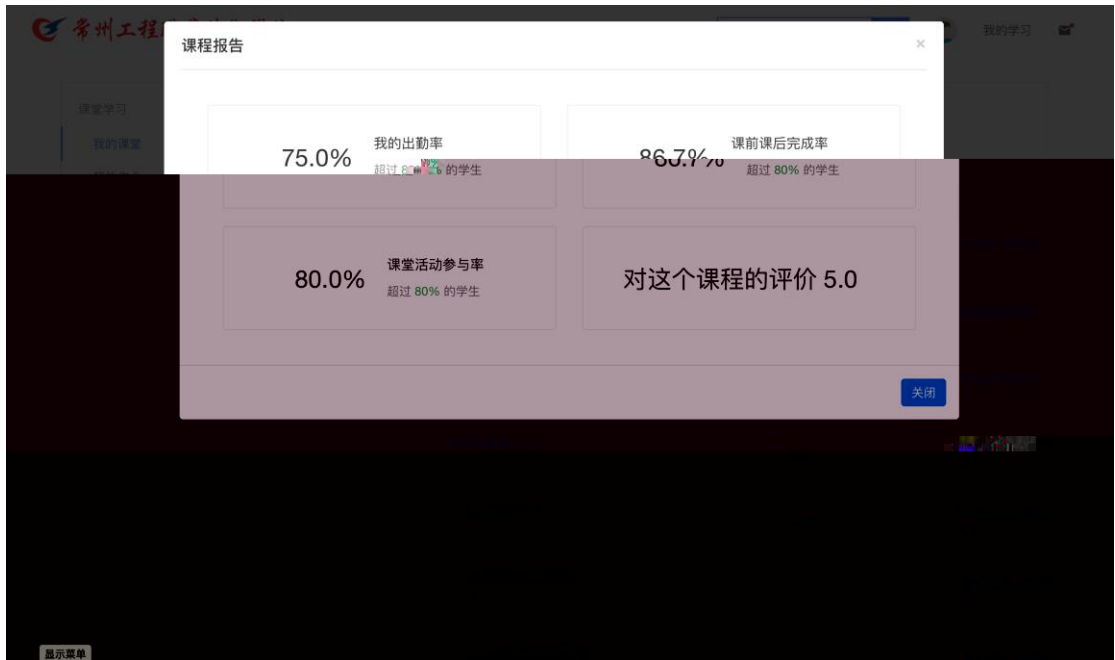 常州工程
课程报告
×
我的学习
课堂学习
我的课堂
75.0%
我的出勤率
的学生
课前课后完成率
超过 80% 的学生
80.0%
课堂活动参与率
超过 80% 的学生
对这个课程的评价 5.0
关闭
显示菜单